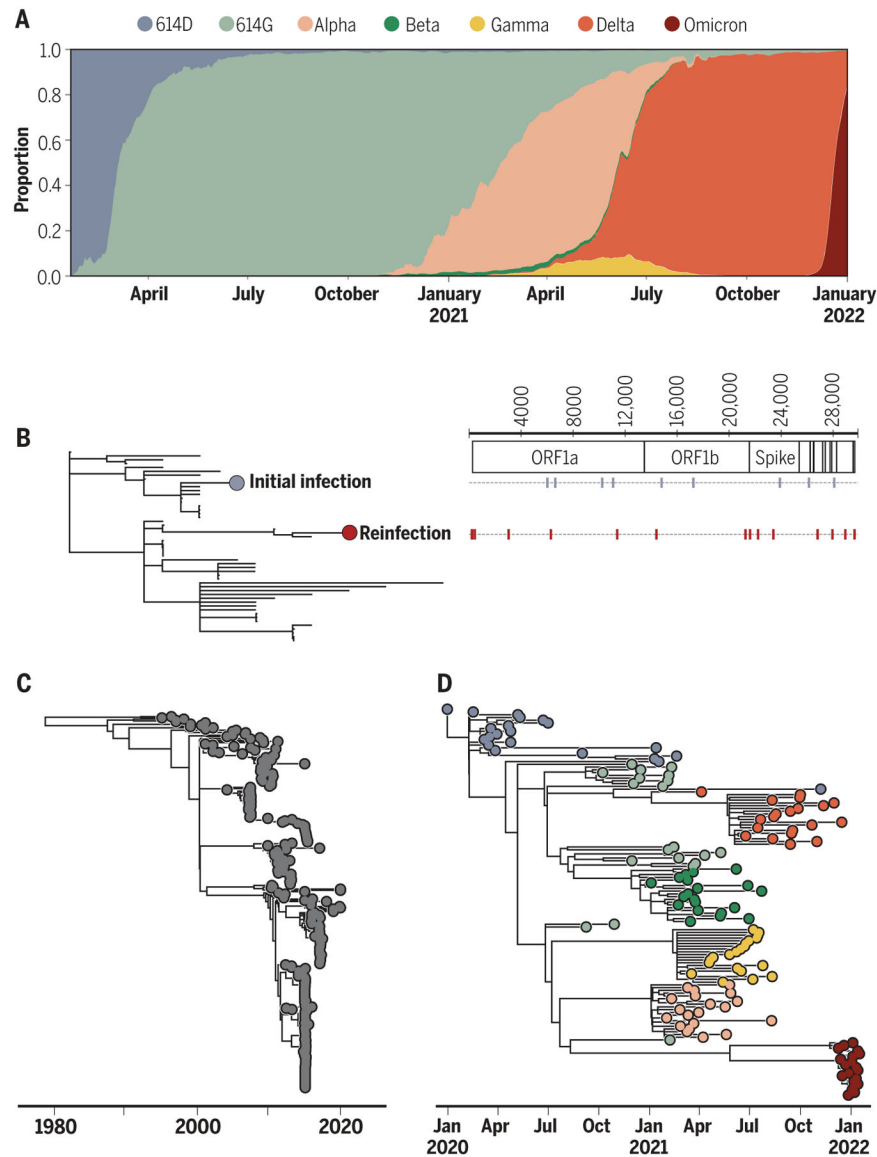 A
614D 614G Alpha Beta Gamma Delta Omicron
Proportion
1.0
0.8
0.6
0.4
0.2
0.0
April July October January April July October January
2021 2022
B
4000 8000 12,000 16,000 20,000 24,000 28,000
ORF1a ORF1b Spike
Initial infection
Reinfection
C
D
1980 2000 2020
Jan Apr Jul Oct Jan Apr Jul Oct Jan
2020 2021 2022